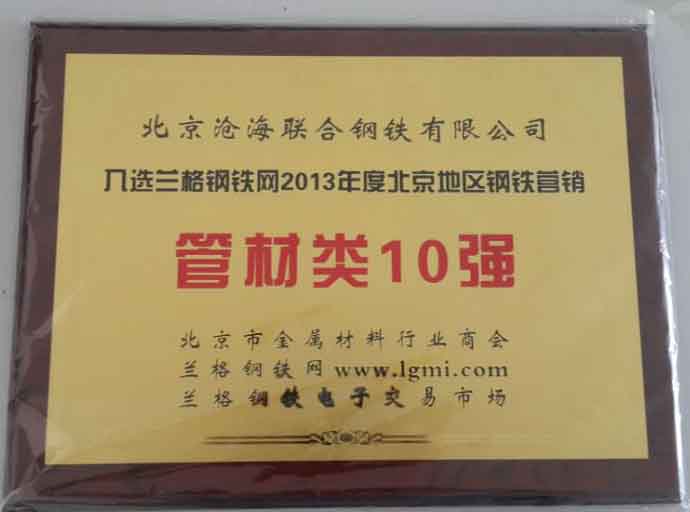 北京沧海联合钢铁有限公司
入选兰格钢铁网2013年度北京地区钢铁营销
管材类10强
北京市金属材料行业商会
兰格钢铁网www.lgmi.com
兰格钢铁电子交易市场